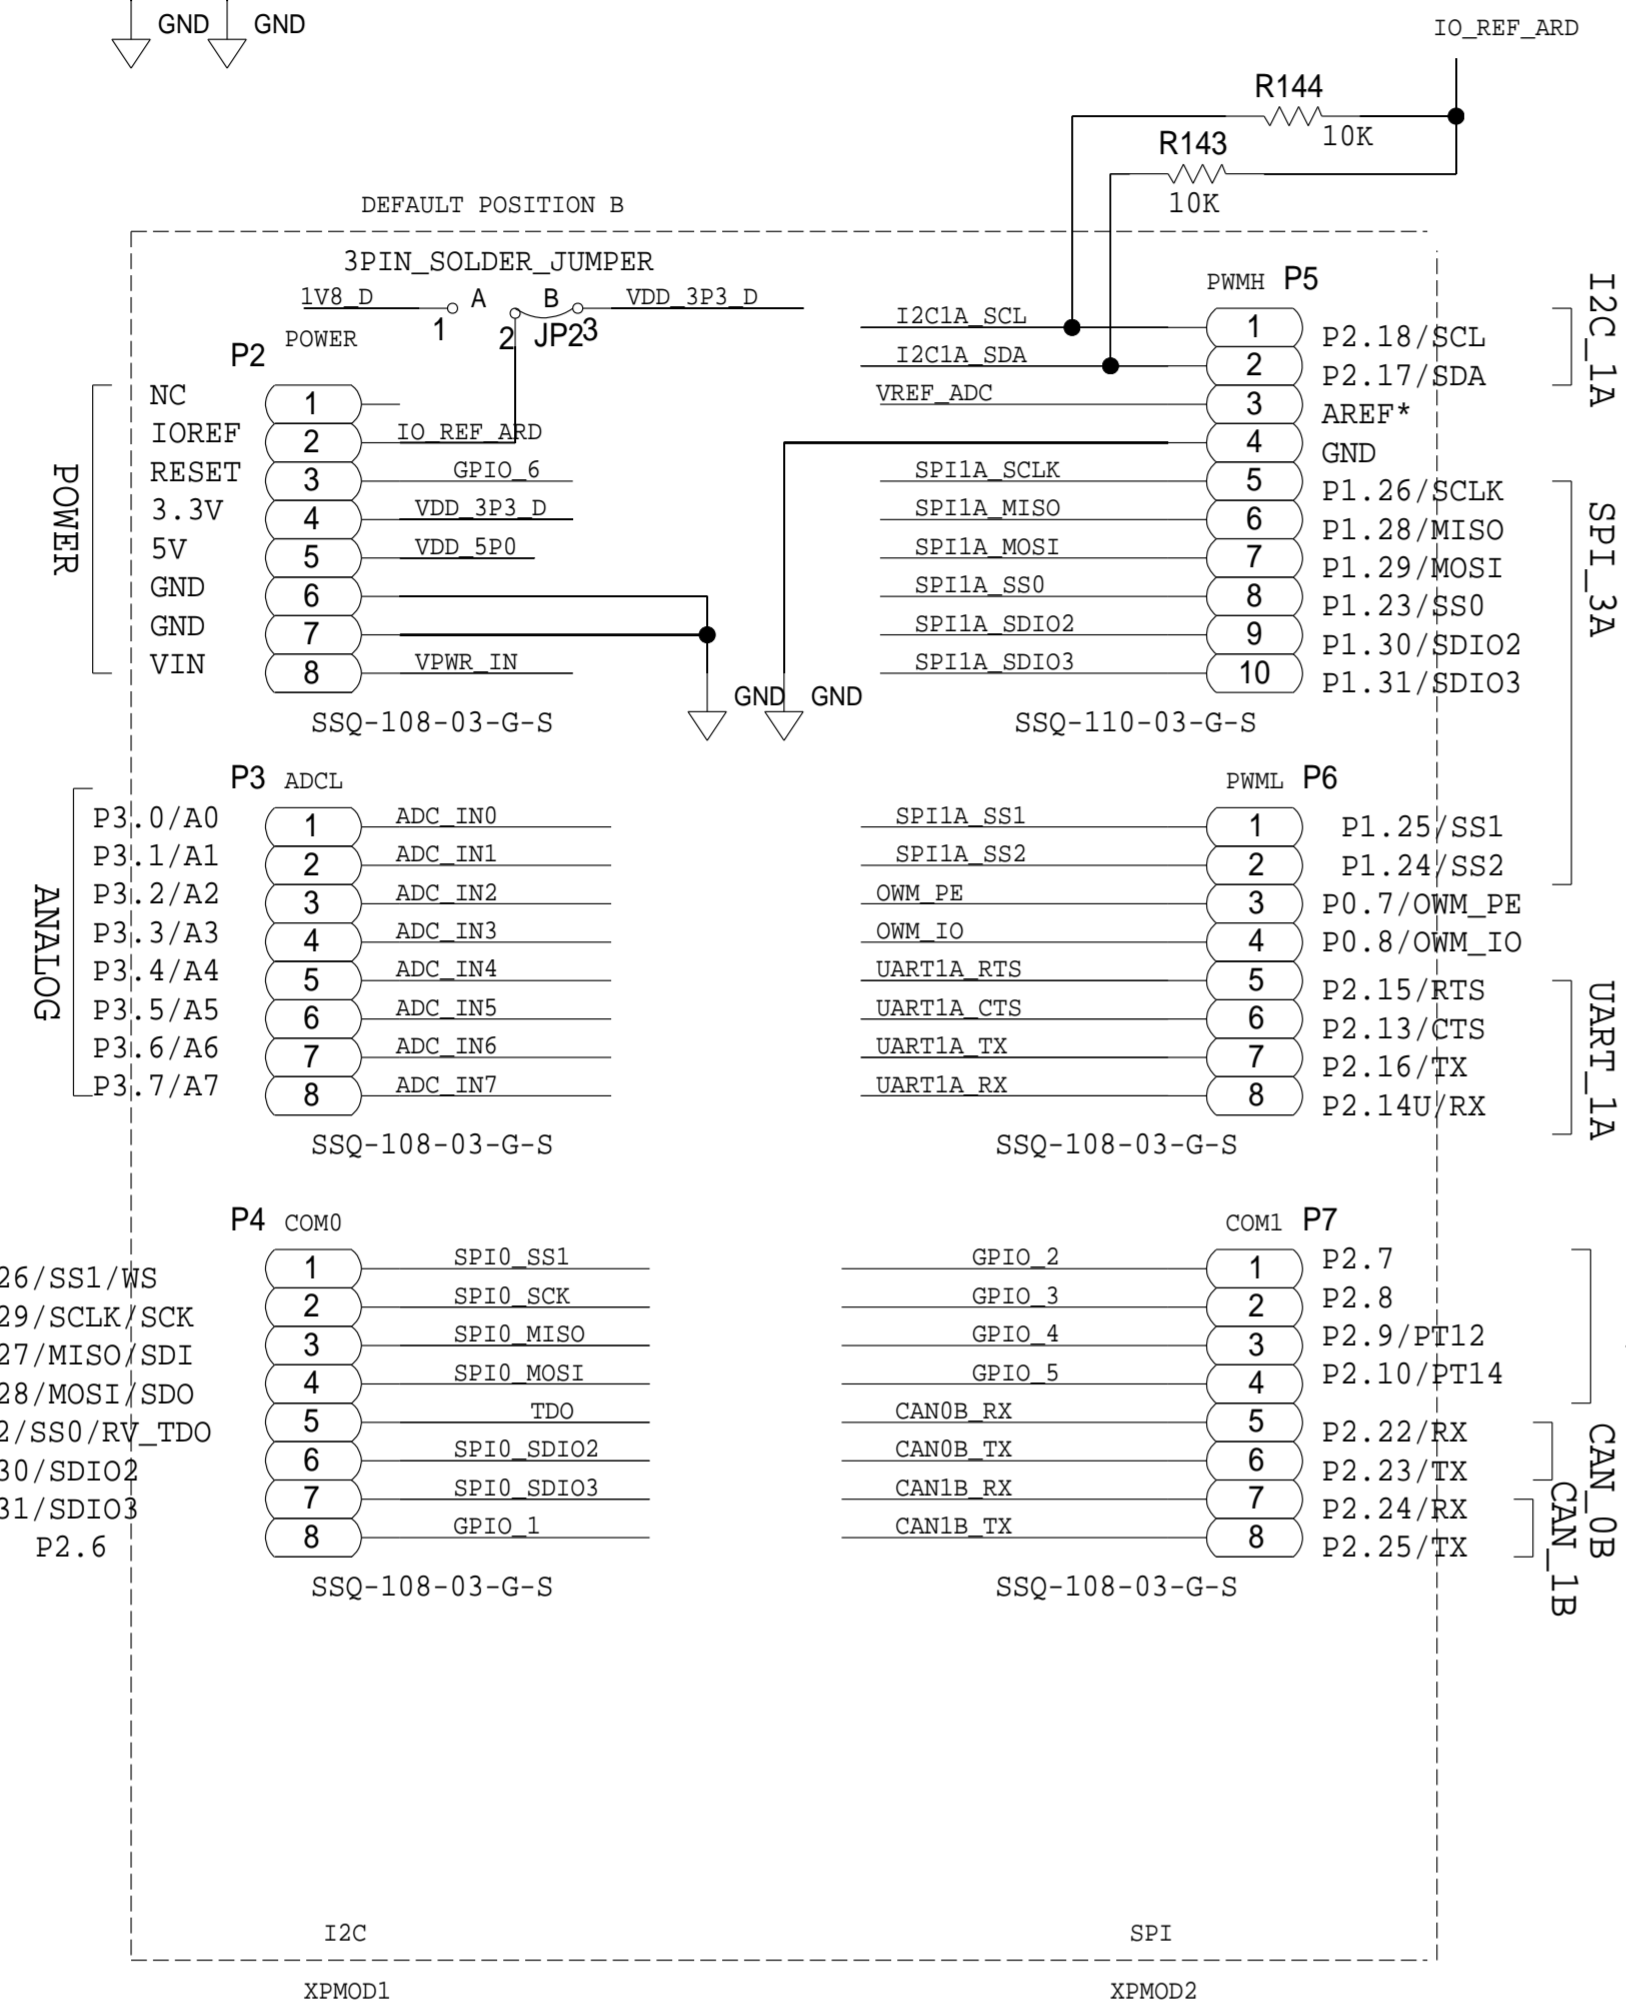 GND GND
IO_REF_ARD
R144
10K
R143
10K
DEFAULT POSITION B
3PIN_SOLDER_JUMPER
1V8_D A B VDD_3P3_D
1 2 JP2 3
P2 POWER
POWER
NC 1
IOREF 2 IO_REF_ARD
RESET 3 GPIO_6
3.3V 4 VDD_3P3_D
5V 5 VDD_5P0
GND 6
GND 7
VIN 8 VPWR_IN
GND GND
SSQ-108-03-G-S
PWMH P5
I2C1A_SCL 1 P2.18/SCL
I2C1A_SDA 2 P2.17/SDA
VREF_ADC 3 AREF*
4 GND
SPI1A_SCLK 5 P1.26/SCLK
SPI1A_MISO 6 P1.28/MISO
SPI1A_MOSI 7 P1.29/MOSI
SPI1A_SS0 8 P1.23/SS0
SPI1A_SDIO2 9 P1.30/SDIO2
SPI1A_SDIO3 10 P1.31/SDIO3
SSQ-110-03-G-S
I2C_1A
SPI_3A
P3 ADCL
ANALOG
P3.0/A0 1 ADC_IN0
P3.1/A1 2 ADC_IN1
P3.2/A2 3 ADC_IN2
P3.3/A3 4 ADC_IN3
P3.4/A4 5 ADC_IN4
P3.5/A5 6 ADC_IN5
P3.6/A6 7 ADC_IN6
P3.7/A7 8 ADC_IN7
SSQ-108-03-G-S
PWML P6
SPI1A_SS1 1 P1.25/SS1
SPI1A_SS2 2 P1.24/SS2
OWM_PE 3 P0.7/OWM_PE
OWM_IO 4 P0.8/OWM_IO
UART1A_RTS 5 P2.15/RTS
UART1A_CTS 6 P2.13/CTS
UART1A_TX 7 P2.16/TX
UART1A_RX 8 P2.14U/RX
SSQ-108-03-G-S
UART_1A
P4 COM0
26/SS1/WS 1 SPI0_SS1
29/SCLK/SCK 2 SPI0_SCK
27/MISO/SDI 3 SPI0_MISO
28/MOSI/SDO 4 SPI0_MOSI
2/SS0/RV_TDO 5 TDO
30/SDIO2 6 SPI0_SDIO2
31/SDIO3 7 SPI0_SDIO3
P2.6 8 GPIO_1
SSQ-108-03-G-S
COM1 P7
GPIO_2 1 P2.7
GPIO_3 2 P2.8
GPIO_4 3 P2.9/PT12
GPIO_5 4 P2.10/PT14
CAN0B_RX 5 P2.22/RX
CAN0B_TX 6 P2.23/TX
CAN1B_RX 7 P2.24/RX
CAN1B_TX 8 P2.25/TX
SSQ-108-03-G-S
CAN_0B
CAN_1B
I2C SPI
XPMOD1 XPMOD2